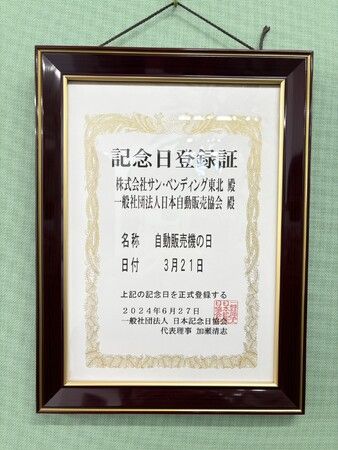 記念日登録証
株式会社サン・ベンディング東北 殿
一般社団法人日本自動販売協会 殿
名称 自動販売機の日
日付 3月21日
上記の記念日を正式登録する
2024年6月27日
一般社団法人 日本記念日協会
代表理事 加瀬清志